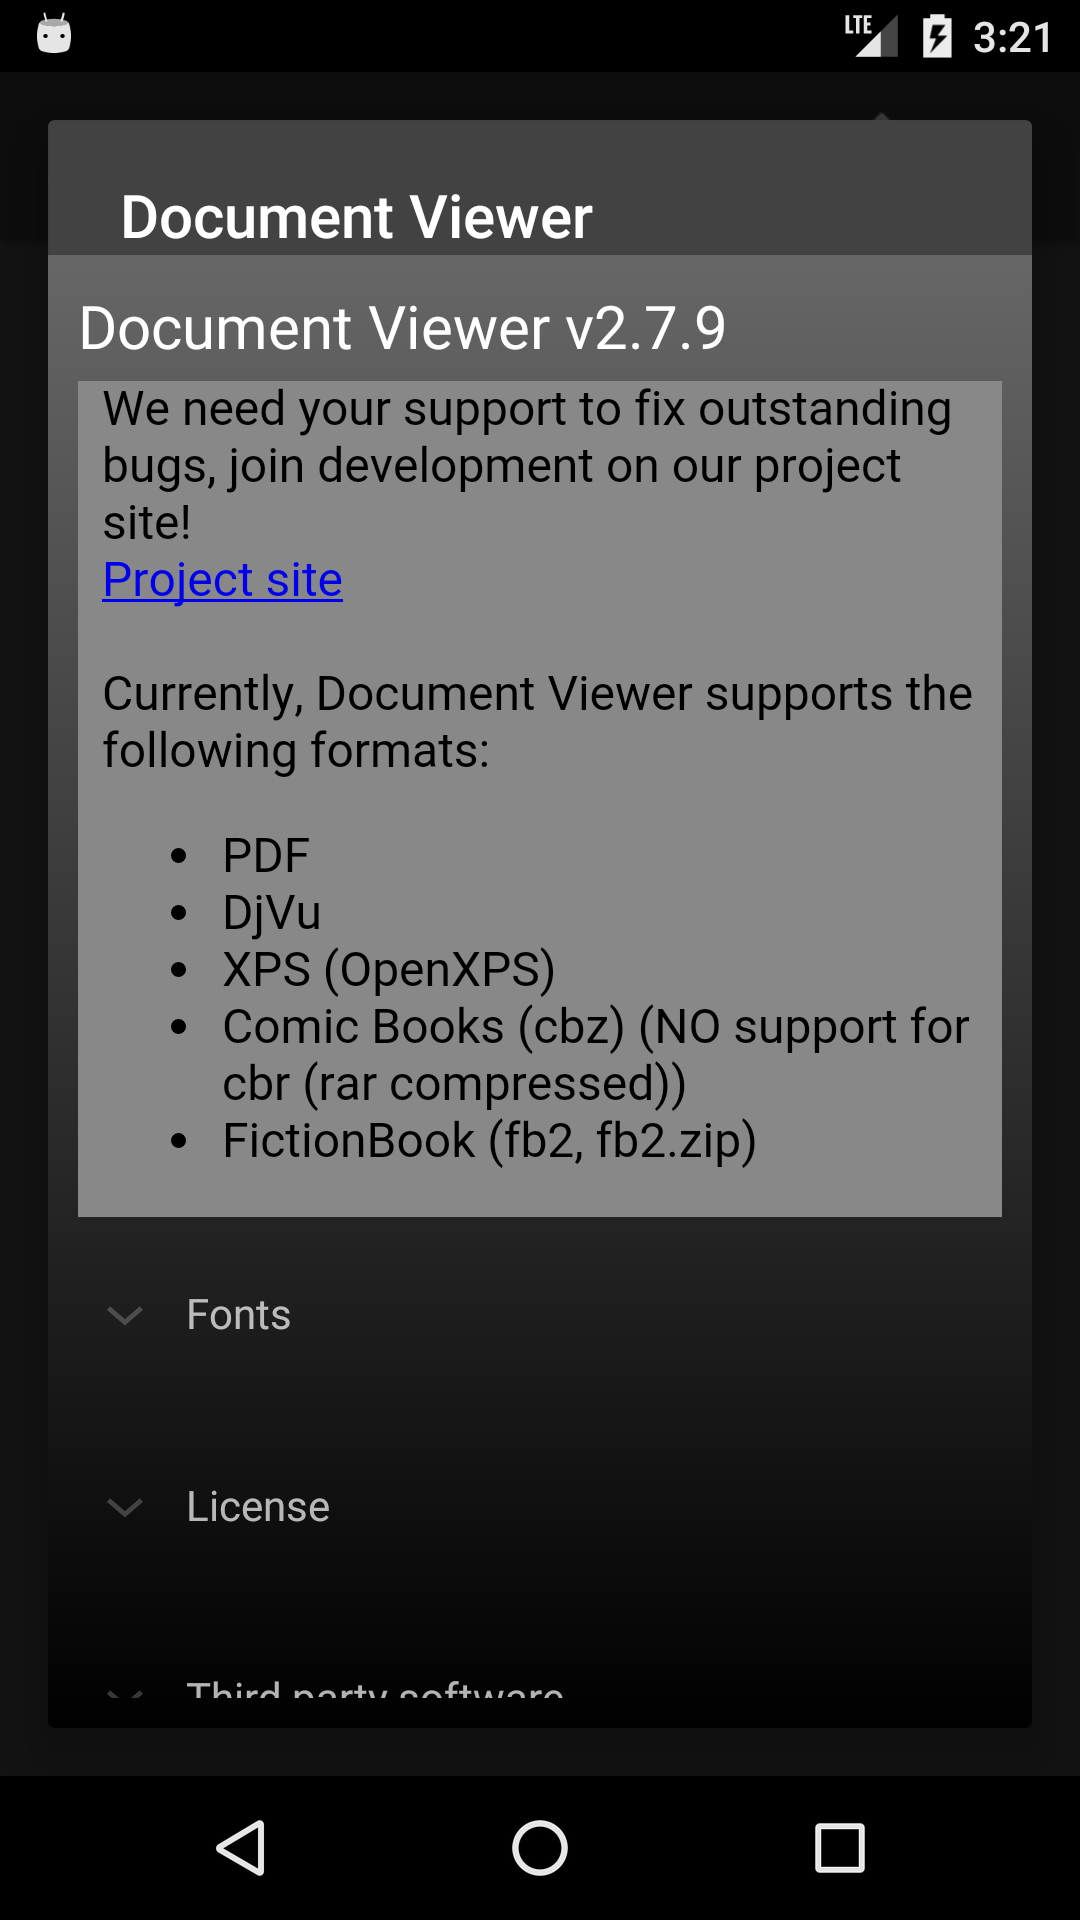 LTE 3:21
Document Viewer
Document Viewer v2.7.9
We need your support to fix outstanding
bugs, join development on our project
site!
Project site
Currently, Document Viewer supports the
following formats:
• PDF
• DjVu
• XPS (OpenXPS)
• Comic Books (cbz) (NO support for
cbr (rar compressed))
• FictionBook (fb2, fb2.zip)
Fonts
License
Third party software